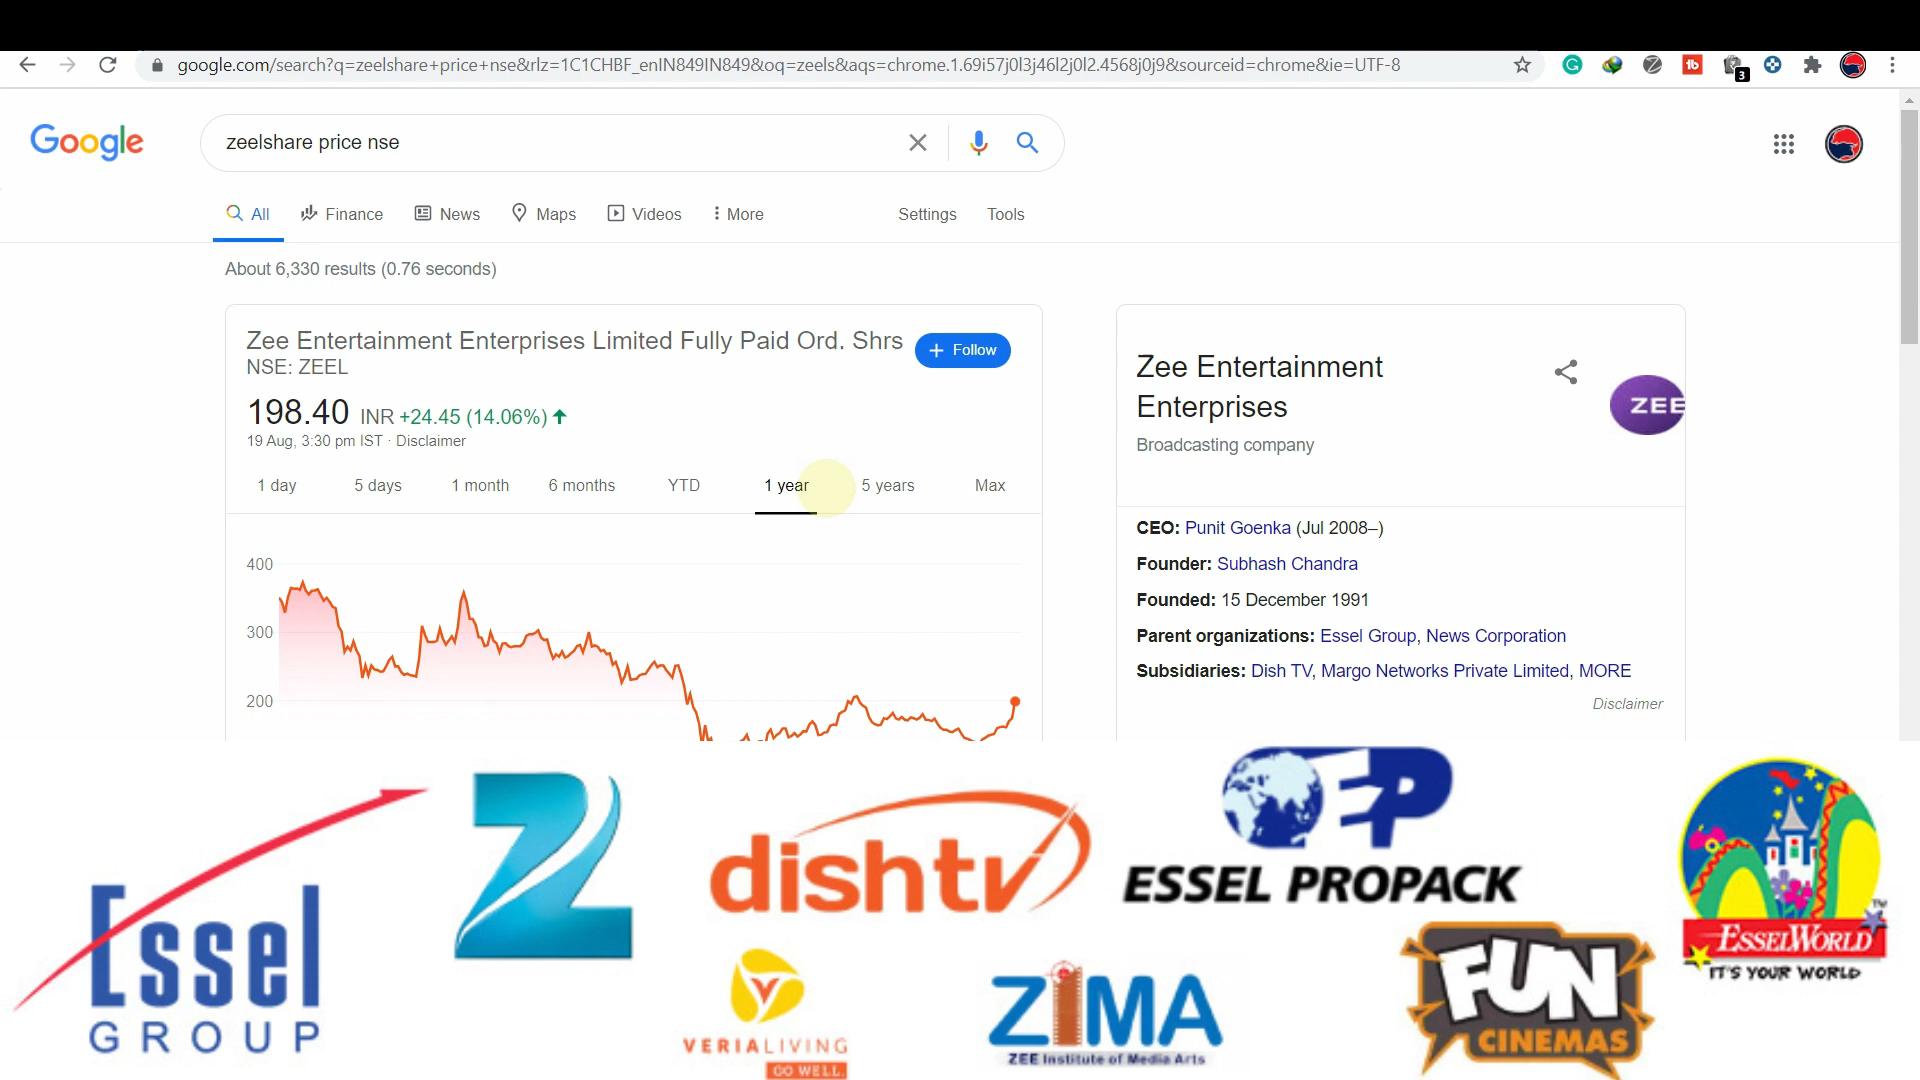 google.com/search?q=zeelshare+price+nse&rlz=1C1CHBF_enIN849IN849&oq=zeels&aqs=chrome.1.69i57j0l3j46l2j0l2.4568j0j9&sourceid=chrome&ie=UTF-8
3
Google
zeelshare price nse
All Finance News Maps Videos More Settings Tools
About 6,330 results (0.76 seconds)
Zee Entertainment Enterprises Limited Fully Paid Ord. Shrs
NSE: ZEEL
+ Follow
198.40 INR +24.45 (14.06%)
19 Aug, 3:30 pm IST · Disclaimer
1 day 5 days 1 month 6 months YTD 1 year 5 years Max
400
300
200
Zee Entertainment
Enterprises
Broadcasting company
ZEE
CEO: Punit Goenka (Jul 2008–)
Founder: Subhash Chandra
Founded: 15 December 1991
Parent organizations: Essel Group, News Corporation
Subsidiaries: Dish TV, Margo Networks Private Limited, MORE
Disclaimer
Essel
GROUP
Z
dishtv
EP
ESSEL PROPACK
ESSELWORLD
TM
IT'S YOUR WORLD
VERIALIVING
GO WELL.
ZIMA
ZEE Institute of Media Arts
FUN
CINEMAS